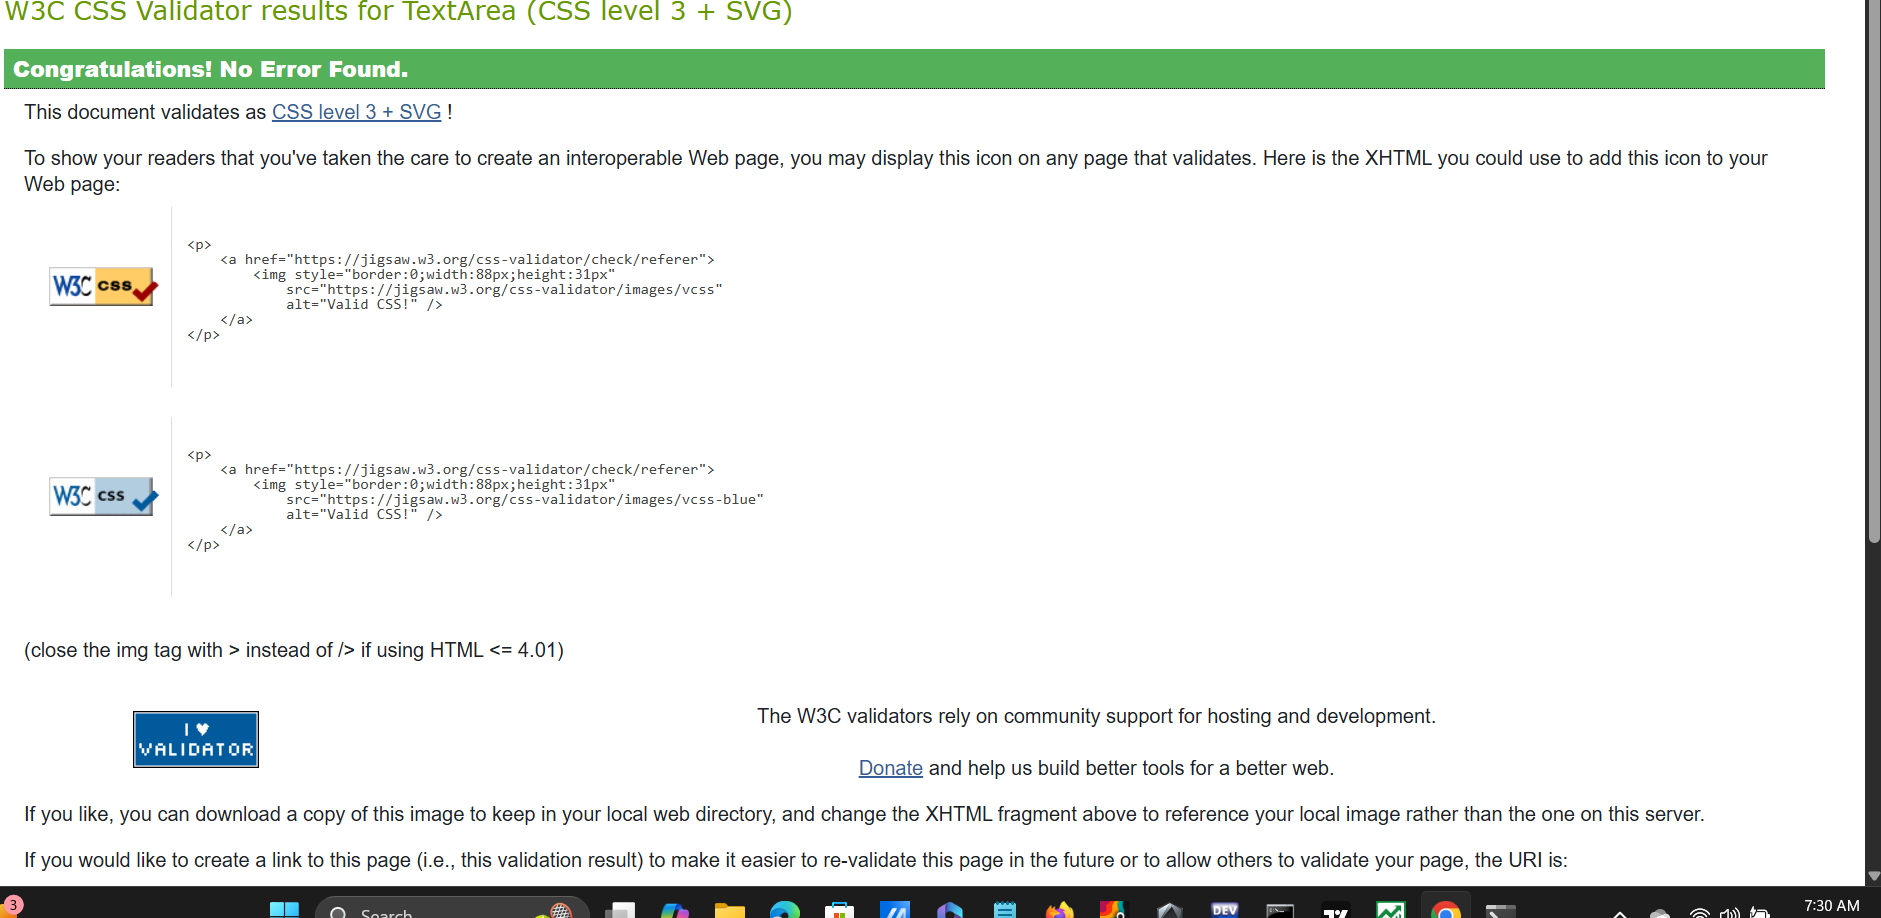 W3C CSS Validator results for TextArea (CSS level 3 + SVG)
Congratulations! No Error Found.
This document validates as CSS level 3 + SVG !
To show your readers that you've taken the care to create an interoperable Web page, you may display this icon on any page that validates. Here is the XHTML you could use to add this icon to your
Web page:
W3C css
<p>
<a href="https://jigsaw.w3.org/css-validator/check/referer">
<img style="border:0;width:88px;height:31px"
src="https://jigsaw.w3.org/css-validator/images/vcss"
alt="Valid CSS!" />
</a>
</p>
W3C css
<p>
<a href="https://jigsaw.w3.org/css-validator/check/referer">
<img style="border:0;width:88px;height:31px"
src="https://jigsaw.w3.org/css-validator/images/vcss-blue"
alt="Valid CSS!" />
</a>
</p>
(close the img tag with > instead of /> if using HTML <= 4.01)
I ♥
VALIDATOR
The W3C validators rely on community support for hosting and development.
Donate and help us build better tools for a better web.
If you like, you can download a copy of this image to keep in your local web directory, and change the XHTML fragment above to reference your local image rather than the one on this server.
If you would like to create a link to this page (i.e., this validation result) to make it easier to re-validate this page in the future or to allow others to validate your page, the URI is:
3
Search
DEV
7:30 AM